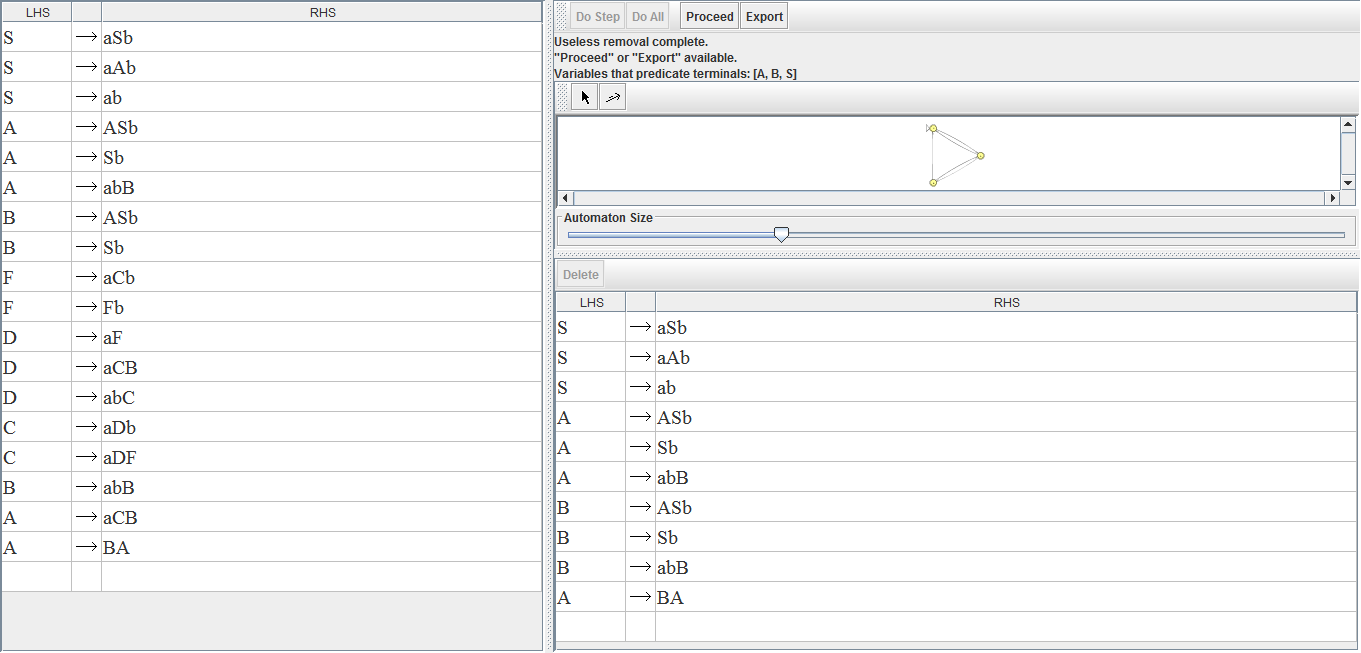 LHS RHS
S → aSb
S → aAb
S → ab
A → ASb
A → Sb
A → abB
B → ASb
B → Sb
F → aCb
F → Fb
D → aF
D → aCB
D → abC
C → aDb
C → aDF
B → abB
A → aCB
A → BA
Do Step Do All Proceed Export
Useless removal complete.
"Proceed" or "Export" available.
Variables that predicate terminals: [A, B, S]
Automaton Size
Delete
LHS RHS
S → aSb
S → aAb
S → ab
A → ASb
A → Sb
A → abB
B → ASb
B → Sb
B → abB
A → BA